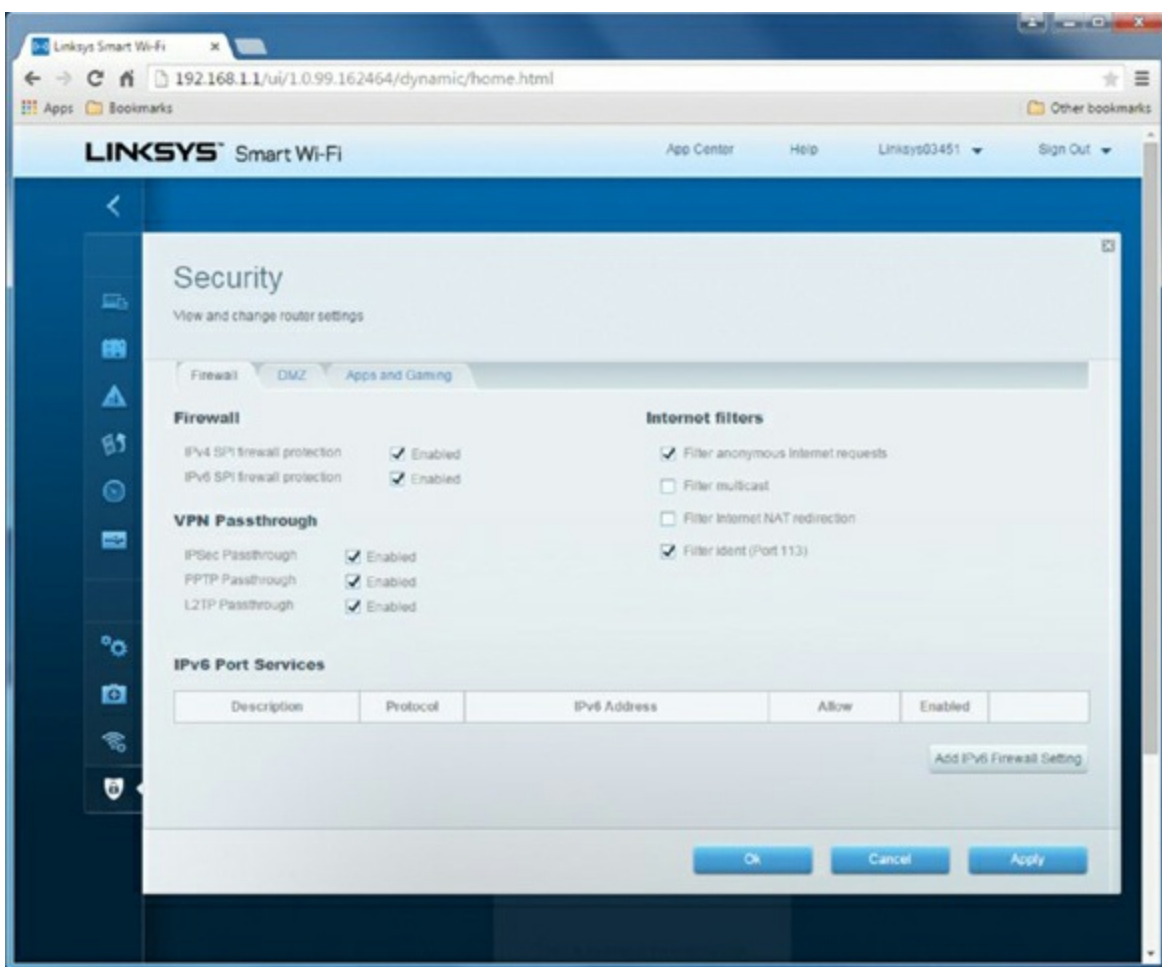 Linksys Smart Wi-Fi
192.168.1.1/ui/1.0.99.162464/dynamic/home.html
Apps Bookmarks Other bookmarks
LINKSYS™ Smart Wi-Fi App Center Help Linksys03451 Sign Out
Security
View and change router settings
Firewall DMZ Apps and Gaming
Firewall
IPv4 SPI firewall protection Enabled
IPv6 SPI firewall protection Enabled
VPN Passthrough
IPSec Passthrough Enabled
PPTP Passthrough Enabled
L2TP Passthrough Enabled
Internet filters
Filter anonymous Internet requests
Filter multicast
Filter Internet NAT redirection
Filter ident (Port 113)
IPv6 Port Services
Description Protocol IPv6 Address Allow Enabled
Add IPv6 Firewall Setting
Ok Cancel Apply